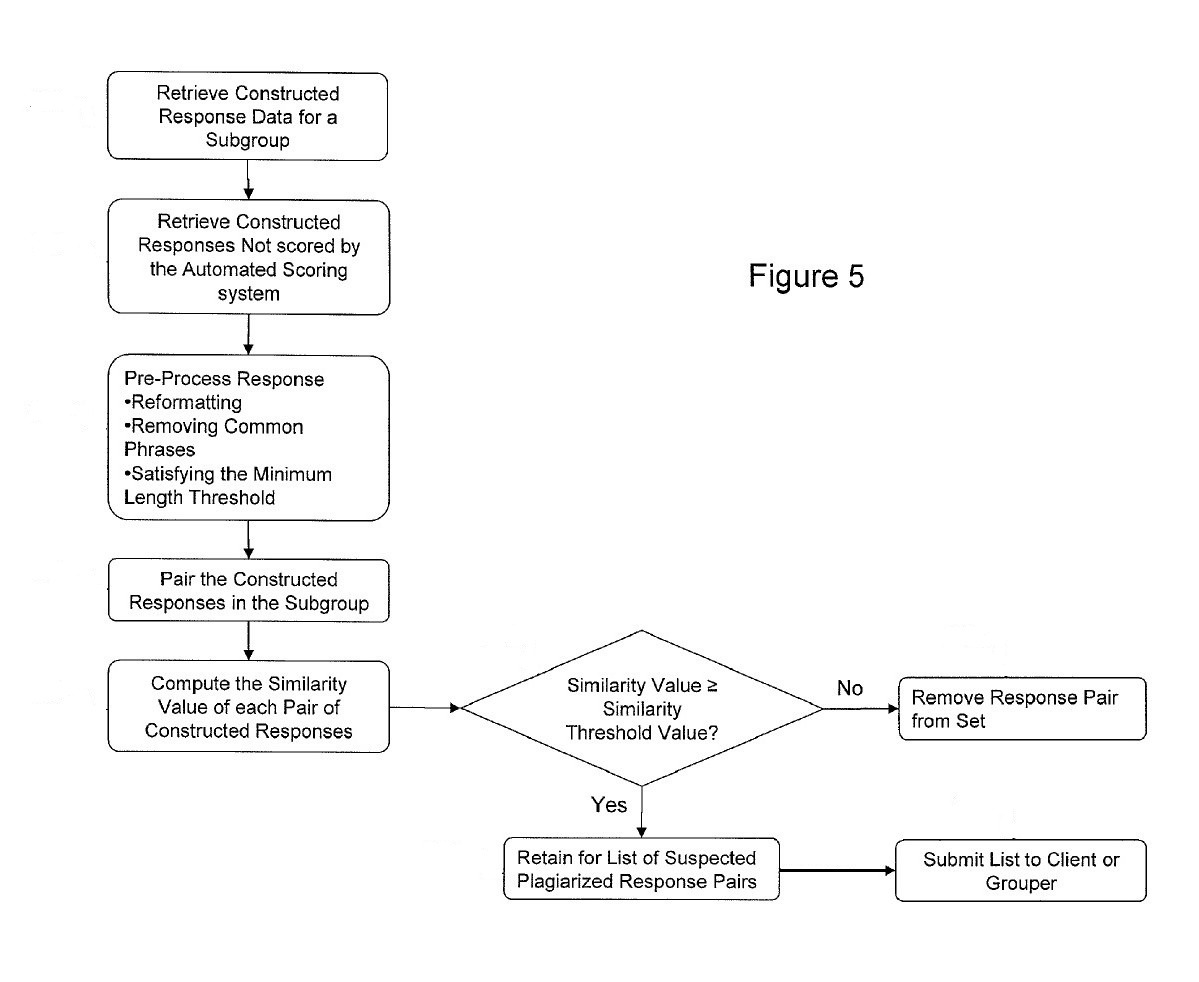 Retrieve Constructed
Response Data for a
Subgroup
Retrieve Constructed
Responses Not scored by
the Automated Scoring
system
Figure 5
Pre-Process Response
•Reformatting
•Removing Common
Phrases
•Satisfying the Minimum
Length Threshold
Pair the Constructed
Responses in the Subgroup
Compute the Similarity
Value of each Pair of
Constructed Responses
Similarity Value ≥
Similarity
Threshold Value?
No
Remove Response Pair
from Set
Yes
Retain for List of Suspected
Plagiarized Response Pairs
Submit List to Client or
Grouper